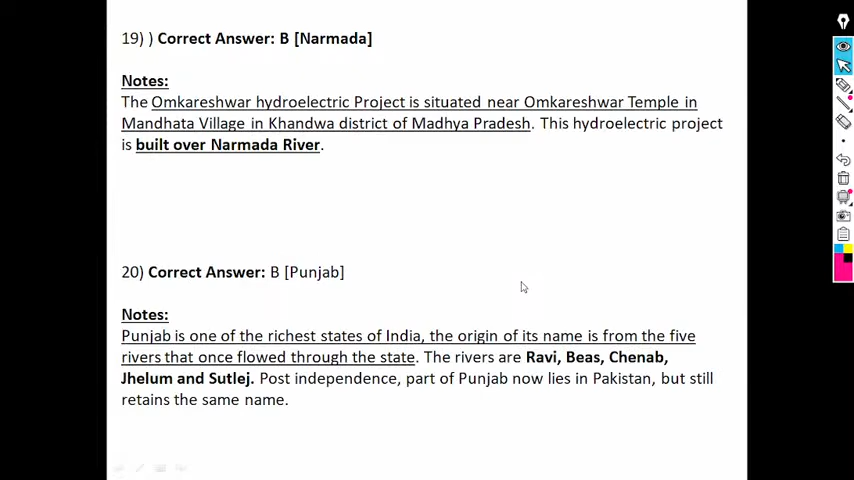 19) ) Correct Answer: B [Narmada]
Notes:
The Omkareshwar hydroelectric Project is situated near Omkareshwar Temple in
Mandhata Village in Khandwa district of Madhya Pradesh. This hydroelectric project
is built over Narmada River.
20) Correct Answer: B [Punjab]
Notes:
Punjab is one of the richest states of India, the origin of its name is from the five
rivers that once flowed through the state. The rivers are Ravi, Beas, Chenab,
Jhelum and Sutlej. Post independence, part of Punjab now lies in Pakistan, but still
retains the same name.